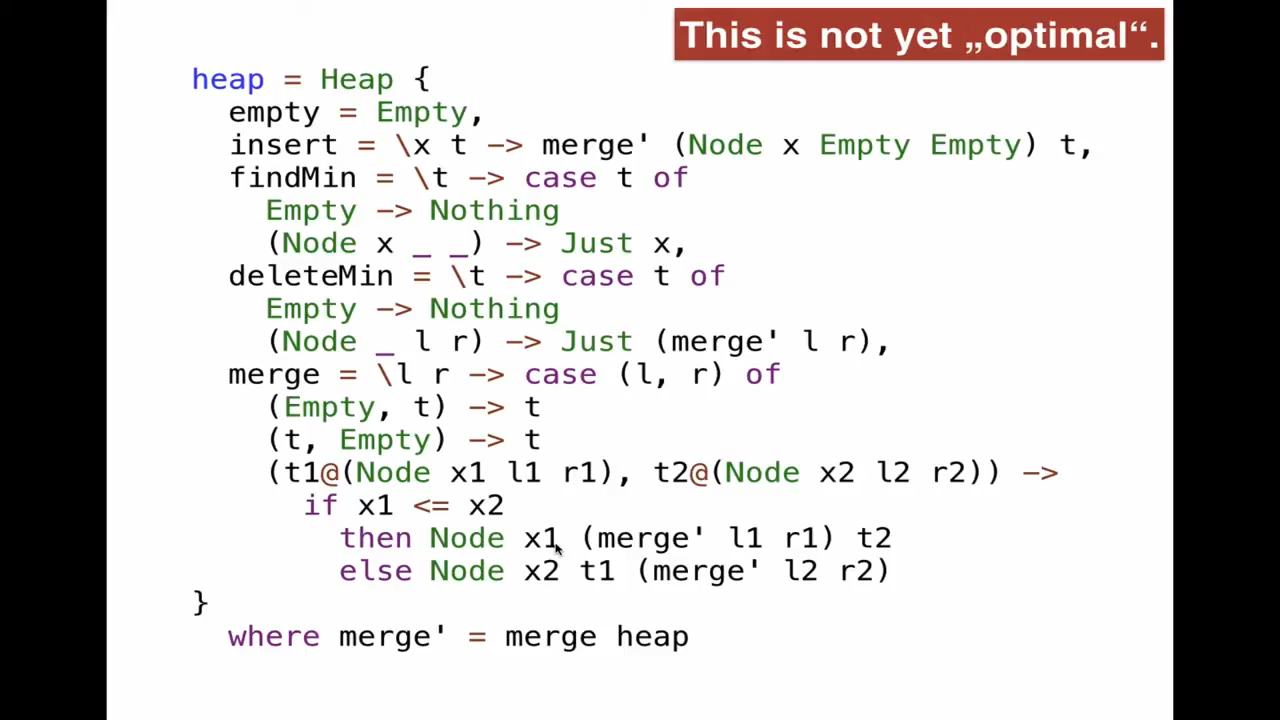 This is not yet „optimal“.
heap = Heap {
  empty = Empty,
  insert = \x t -> merge' (Node x Empty Empty) t,
  findMin = \t -> case t of
    Empty -> Nothing
    (Node x _ _) -> Just x,
  deleteMin = \t -> case t of
    Empty -> Nothing
    (Node _ l r) -> Just (merge' l r),
  merge = \l r -> case (l, r) of
    (Empty, t) -> t
    (t, Empty) -> t
    (t1@(Node x1 l1 r1), t2@(Node x2 l2 r2)) ->
      if x1 <= x2
        then Node x1 (merge' l1 r1) t2
        else Node x2 t1 (merge' l2 r2)
}
  where merge' = merge heap